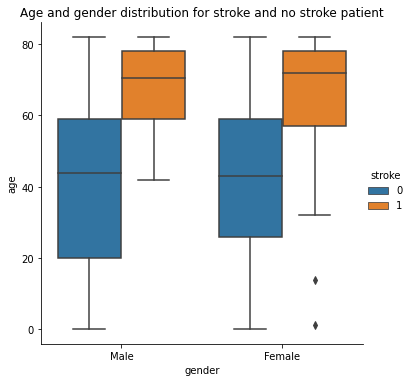 Age and gender distribution for stroke and no stroke patient
80
60
40
20
0
age
Male
Female
gender
stroke
0
1